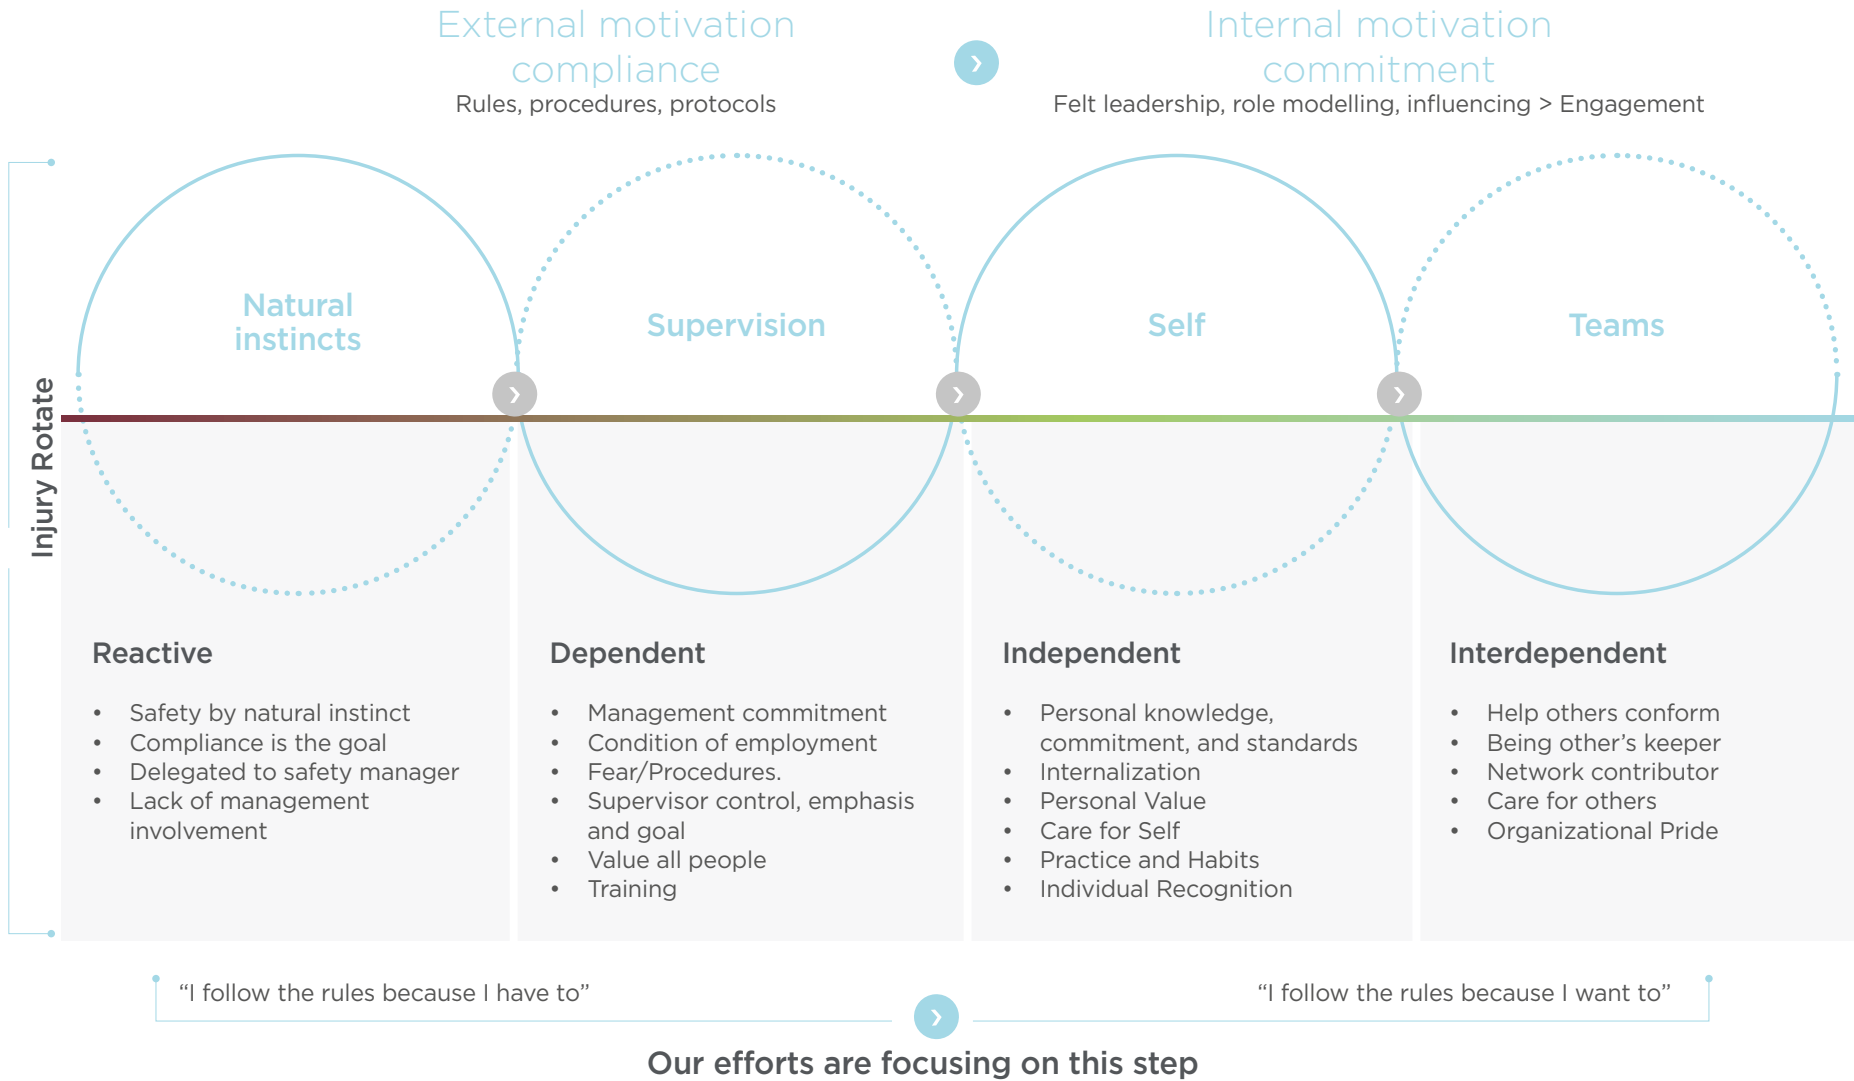 External motivation
compliance
Rules, procedures, protocols
Internal motivation
commitment
Felt leadership, role modelling, influencing > Engagement
Injury Rotate
Natural
instincts
Supervision
Self
Teams
Reactive
• Safety by natural instinct
• Compliance is the goal
• Delegated to safety manager
• Lack of management
involvement
Dependent
• Management commitment
• Condition of employment
• Fear/Procedures.
• Supervisor control, emphasis
and goal
• Value all people
• Training
Independent
• Personal knowledge,
commitment, and standards
• Internalization
• Personal Value
• Care for Self
• Practice and Habits
• Individual Recognition
Interdependent
• Help others conform
• Being other’s keeper
• Network contributor
• Care for others
• Organizational Pride
“I follow the rules because I have to”
“I follow the rules because I want to”
Our efforts are focusing on this step